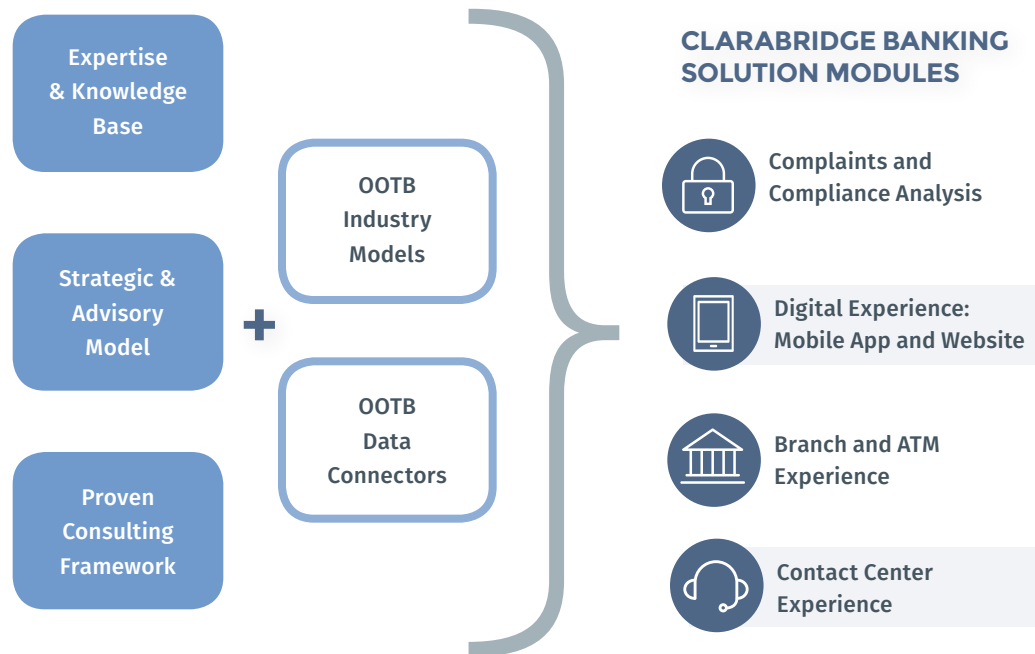 Expertise
& Knowledge
Base
Strategic &
Advisory
Model
Proven
Consulting
Framework
+
OOTB
Industry
Models
OOTB
Data
Connectors
CLARABRIDGE BANKING
SOLUTION MODULES
Complaints and
Compliance Analysis
Digital Experience:
Mobile App and Website
Branch and ATM
Experience
Contact Center
Experience